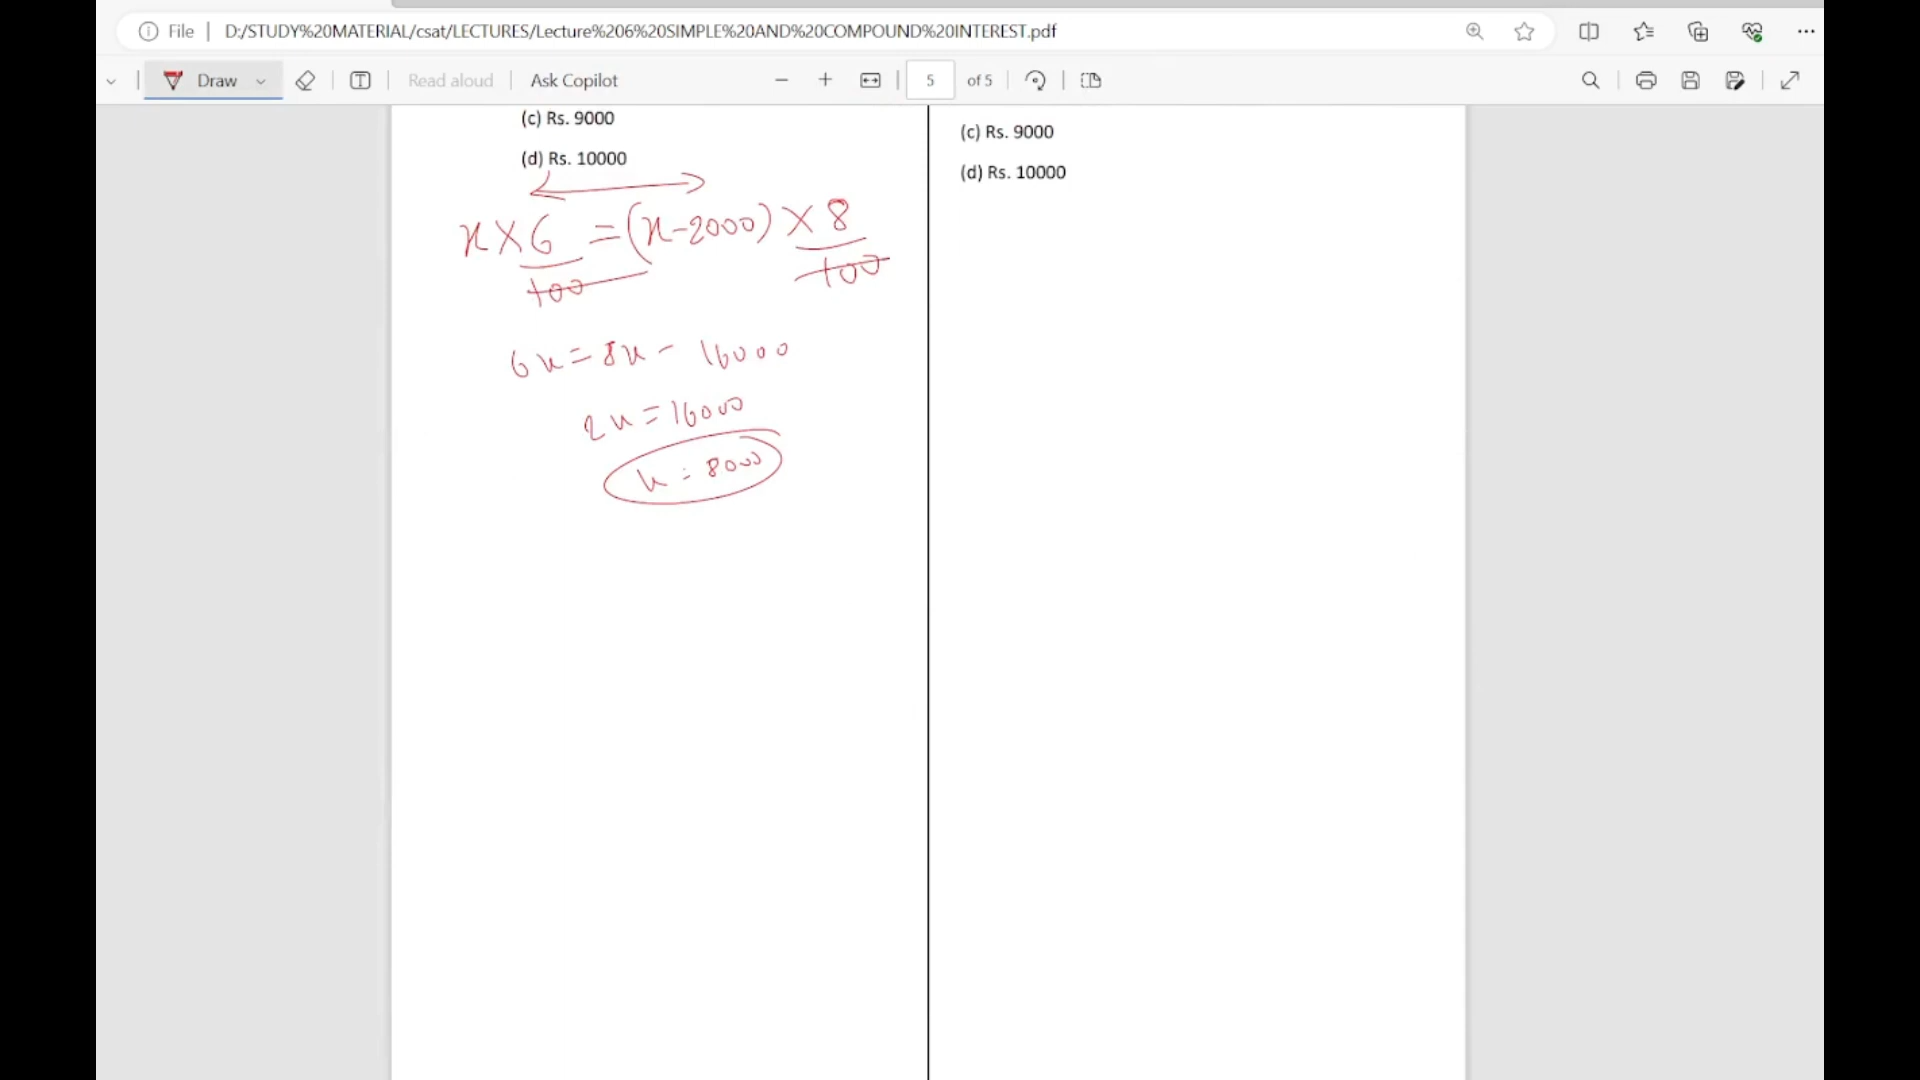 File D:/STUDY%20MATERIAL/csat/LECTURES/Lecture%206%20SIMPLE%20AND%20COMPOUND%20INTEREST.pdf
Draw Read aloud Ask Copilot 5 of 5
(c) Rs. 9000
(d) Rs. 10000
x × 6/100 = (x-2000) × 8/100
6x = 8x - 16000
2x = 16000
x = 8000
(c) Rs. 9000
(d) Rs. 10000